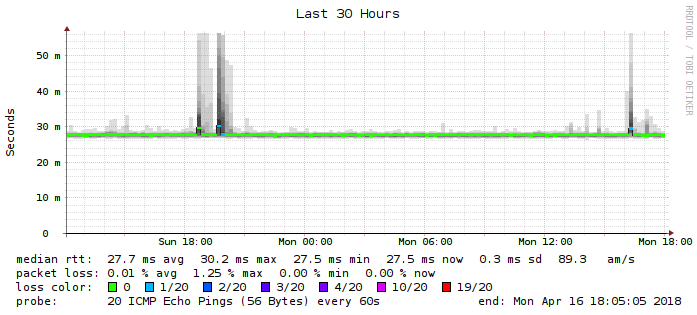 Last 30 Hours
RRDTOOL / TOBI OETIKER
Seconds
50 m
40 m
30 m
20 m
10 m
0
Sun 18:00 Mon 00:00 Mon 06:00 Mon 12:00 Mon 18:00
median rtt: 27.7 ms avg 30.2 ms max 27.5 ms min 27.5 ms now 0.3 ms sd 89.3 am/s
packet loss: 0.01 % avg 1.25 % max 0.00 % min 0.00 % now
loss color: 0 1/20 2/20 3/20 4/20 10/20 19/20
probe: 20 ICMP Echo Pings (56 Bytes) every 60s end: Mon Apr 16 18:05:05 2018